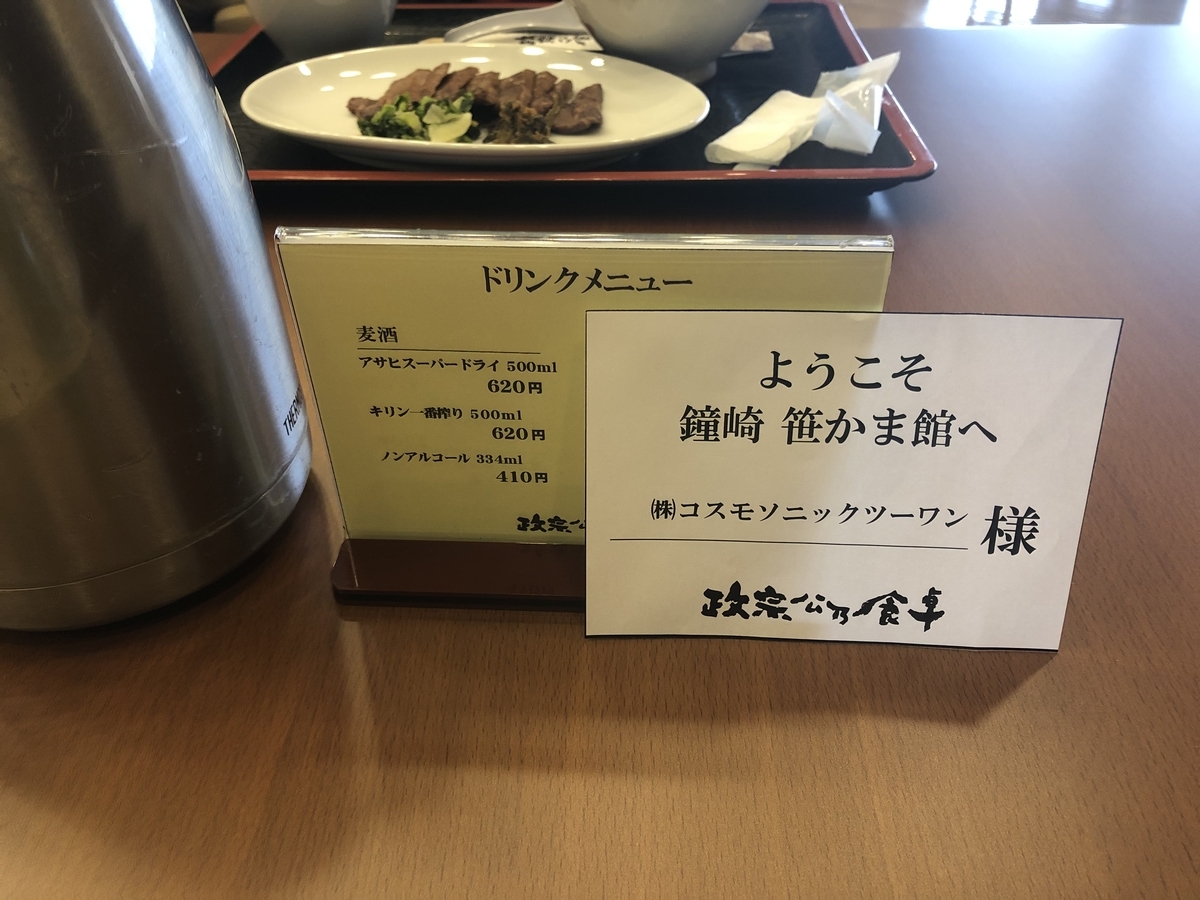 ドリンクメニュー
麦酒
アサヒスーパードライ 500ml
620円
キリン一番搾り 500ml
620円
ノンアルコール 334ml
410円
政宗公
ようこそ
鐘崎 笹かま館へ
㈱コスモソニックツーワン 様
政宗公乃食卓